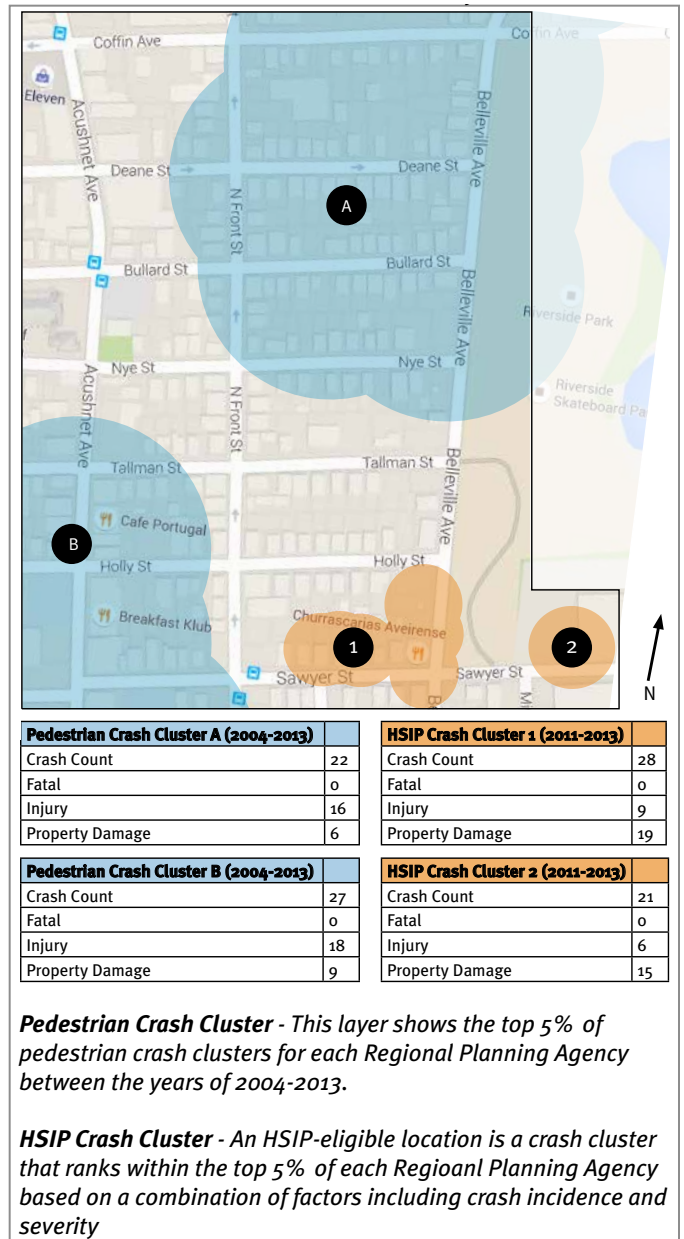 Coffin Ave
Coffin Ave
Eleven
Acushnet Ave
Belleville Ave
Deane St
Deane St
N Front St
A
Bullard St
Bullard St
Belleville Ave
Riverside Park
Nye St
Nye St
Acushnet Ave
N Front St
Riverside
Skateboard Pa
Tallman St
Tallman St
Belleville Ave
Cafe Portugal
B
Holly St
Holly St
Breakfast Klub
Churrascarias Aveirense
1
2
Sawyer St
Sawyer St
N
Pedestrian Crash Cluster A (2004-2013)
Crash Count 22
Fatal 0
Injury 16
Property Damage 6
HSIP Crash Cluster 1 (2011-2013)
Crash Count 28
Fatal 0
Injury 9
Property Damage 19
Pedestrian Crash Cluster B (2004-2013)
Crash Count 27
Fatal 0
Injury 18
Property Damage 9
HSIP Crash Cluster 2 (2011-2013)
Crash Count 21
Fatal 0
Injury 6
Property Damage 15
Pedestrian Crash Cluster - This layer shows the top 5% of
pedestrian crash clusters for each Regional Planning Agency
between the years of 2004-2013.
HSIP Crash Cluster - An HSIP-eligible location is a crash cluster
that ranks within the top 5% of each Regioanl Planning Agency
based on a combination of factors including crash incidence and
severity